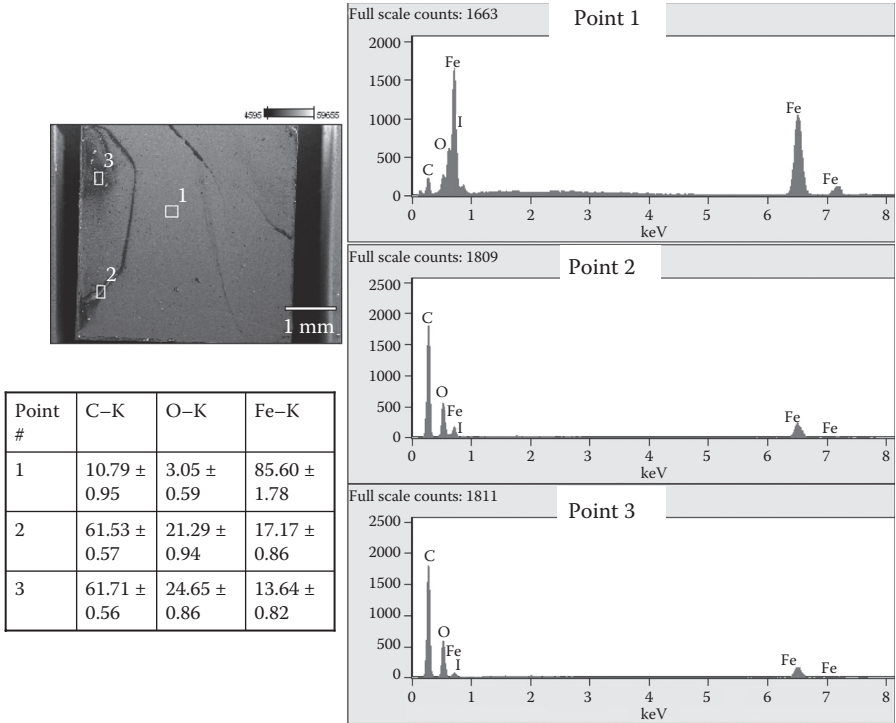 4595 59655
3
1
2
1 mm
Point # C–K O–K Fe–K
1 10.79 ± 0.95 3.05 ± 0.59 85.60 ± 1.78
2 61.53 ± 0.57 21.29 ± 0.94 17.17 ± 0.86
3 61.71 ± 0.56 24.65 ± 0.86 13.64 ± 0.82
Full scale counts: 1663 Point 1
2000
1500
1000
500
0
Fe
I
O
C
Fe
Fe
0 1 2 3 4 5 6 7 8
keV
Full scale counts: 1809 Point 2
2500
2000
1500
1000
500
0
C
O
Fe
I
Fe
Fe
0 1 2 3 4 5 6 7 8
keV
Full scale counts: 1811 Point 3
2500
2000
1500
1000
500
0
C
O
Fe
I
Fe
Fe
0 1 2 3 4 5 6 7 8
keV